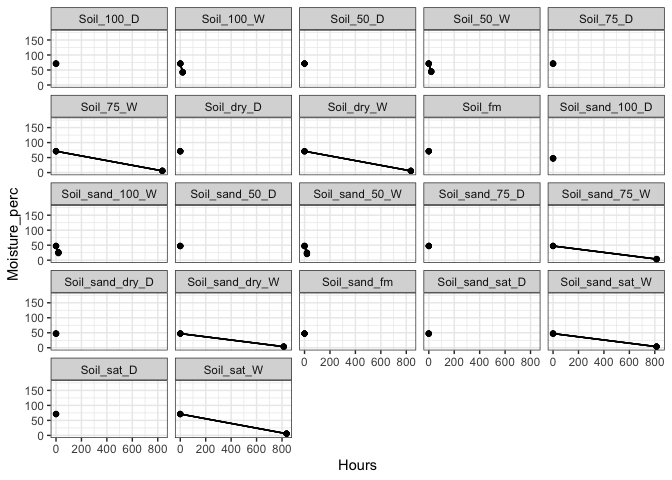 Soil_100_D Soil_100_W Soil_50_D Soil_50_W Soil_75_D
150
100
50
0
Soil_75_W Soil_dry_D Soil_dry_W Soil_fm Soil_sand_100_D
150
100
50
0
Soil_sand_100_W Soil_sand_50_D Soil_sand_50_W Soil_sand_75_D Soil_sand_75_W
150
100
50
0
Soil_sand_dry_D Soil_sand_dry_W Soil_sand_fm Soil_sand_sat_D Soil_sand_sat_W
150
100
50
0
0 200 400 600 800 0 200 400 600 800 0 200 400 600 800
Soil_sat_D Soil_sat_W
150
100
50
0
0 200 400 600 800 0 200 400 600 800
Hours
Moisture_perc